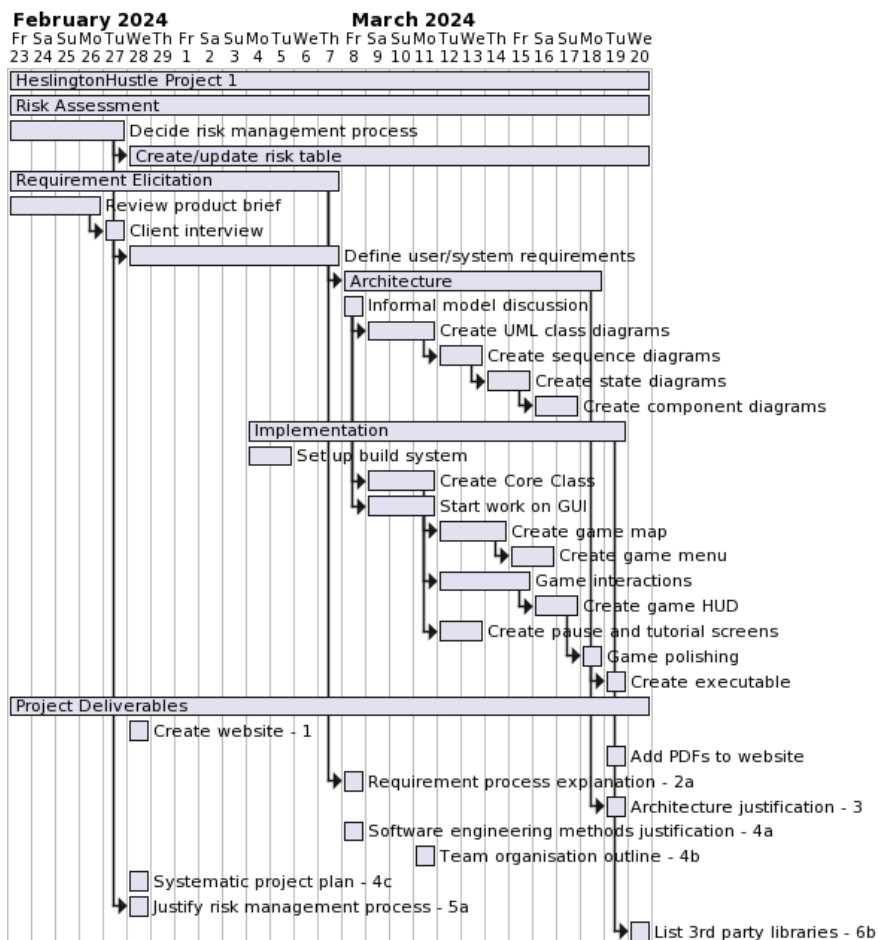 February 2024 March 2024
Fr Sa Su Mo Tu We Th Fr Sa Su Mo Tu We Th Fr Sa Su Mo Tu We Th Fr Sa Su Mo Tu We
23 24 25 26 27 28 29 1 2 3 4 5 6 7 8 9 10 11 12 13 14 15 16 17 18 19 20
HeslingtonHustle Project 1
Risk Assessment
Decide risk management process
Create/update risk table
Requirement Elicitation
Review product brief
Client interview
Define user/system requirements
Architecture
Informal model discussion
Create UML class diagrams
Create sequence diagrams
Create state diagrams
Create component diagrams
Implementation
Set up build system
Create Core Class
Start work on GUI
Create game map
Create game menu
Game interactions
Create game HUD
Create pause and tutorial screens
Game polishing
Create executable
Project Deliverables
Create website - 1
Add PDFs to website
Requirement process explanation - 2a
Architecture justification - 3
Software engineering methods justification - 4a
Team organisation outline - 4b
Systematic project plan - 4c
Justify risk management process - 5a
List 3rd party libraries - 6b